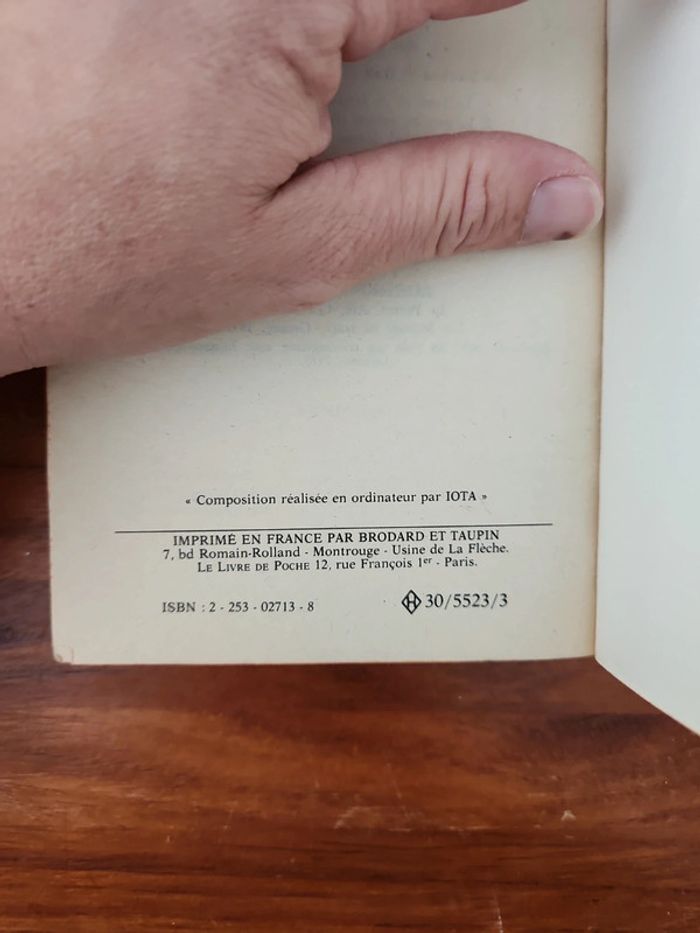 « Composition réalisée en ordinateur par IOTA »
IMPRIMÉ EN FRANCE PAR BRODARD ET TAUPIN
7, bd Romain-Rolland - Montrouge - Usine de La Flèche.
LE LIVRE DE POCHE 12, rue François 1er - Paris.
ISBN : 2 - 253 - 02713 - 8 30/5523/3